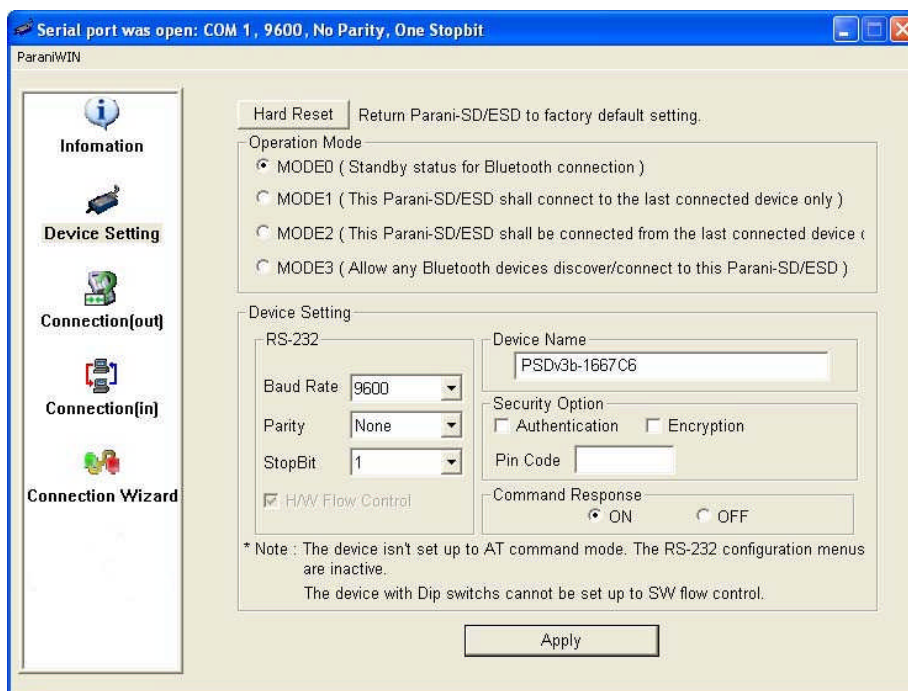 Serial port was open: COM 1, 9600, No Parity, One Stopbit
ParaniWIN
Infomation
Device Setting
Connection(out)
Connection(in)
Connection Wizard
Hard Reset
Return Parani-SD/ESD to factory default setting.
Operation Mode
MODE0 ( Standby status for Bluetooth connection )
MODE1 ( This Parani-SD/ESD shall connect to the last connected device only )
MODE2 ( This Parani-SD/ESD shall be connected from the last connected device
MODE3 ( Allow any Bluetooth devices discover/connect to this Parani-SD/ESD )
Device Setting
RS-232
Baud Rate 9600
Parity None
StopBit 1
H/W Flow Control
Device Name
PSDv3b-1667C6
Security Option
Authentication Encryption
Pin Code
Command Response
ON OFF
* Note : The device isn't set up to AT command mode. The RS-232 configuration menus
are inactive.
The device with Dip switchs cannot be set up to SW flow control.
Apply